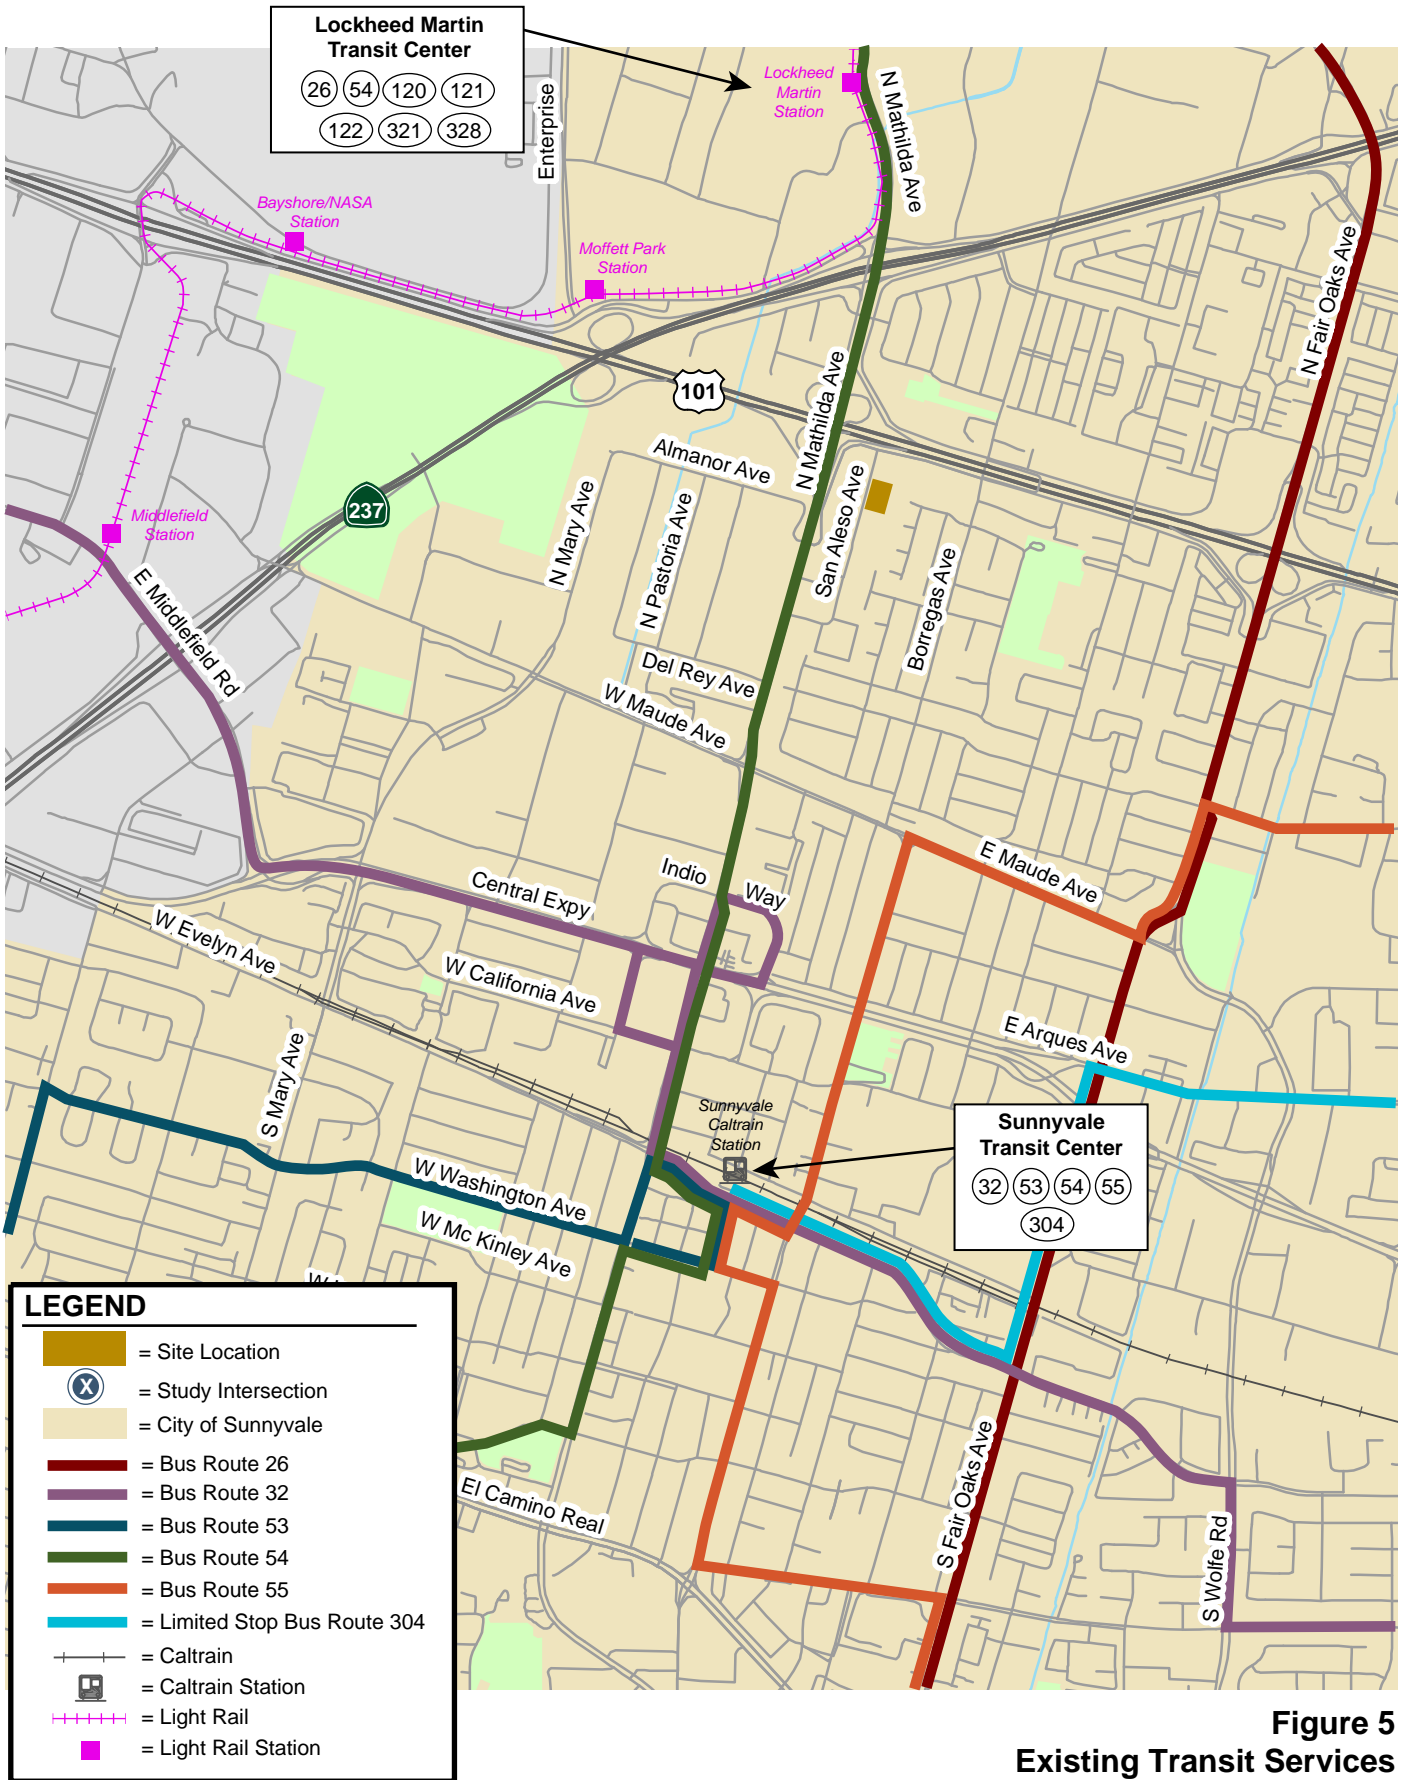 Lockheed Martin
Transit Center
26 54 120 121
122 321 328
Enterprise
Lockheed
Martin
Station
N Mathilda Ave
Bayshore/NASA
Station
Moffett Park
Station
N Fair Oaks Ave
101
N Mathilda Ave
Almanor Ave
237
Middlefield
Station
N Mary Ave
N Pastoria Ave
San Aleso Ave
Borregas Ave
E Middlefield Rd
Del Rey Ave
W Maude Ave
E Maude Ave
Indio Way
Central Expy
W Evelyn Ave
W California Ave
E Arques Ave
S Mary Ave
Sunnyvale
Caltrain
Station
Sunnyvale
Transit Center
32 53 54 55
304
W Washington Ave
W Mc Kinley Ave
El Camino Real
S Fair Oaks Ave
S Wolfe Rd
LEGEND
= Site Location
X = Study Intersection
= City of Sunnyvale
= Bus Route 26
= Bus Route 32
= Bus Route 53
= Bus Route 54
= Bus Route 55
= Limited Stop Bus Route 304
= Caltrain
= Caltrain Station
= Light Rail
= Light Rail Station
Figure 5
Existing Transit Services